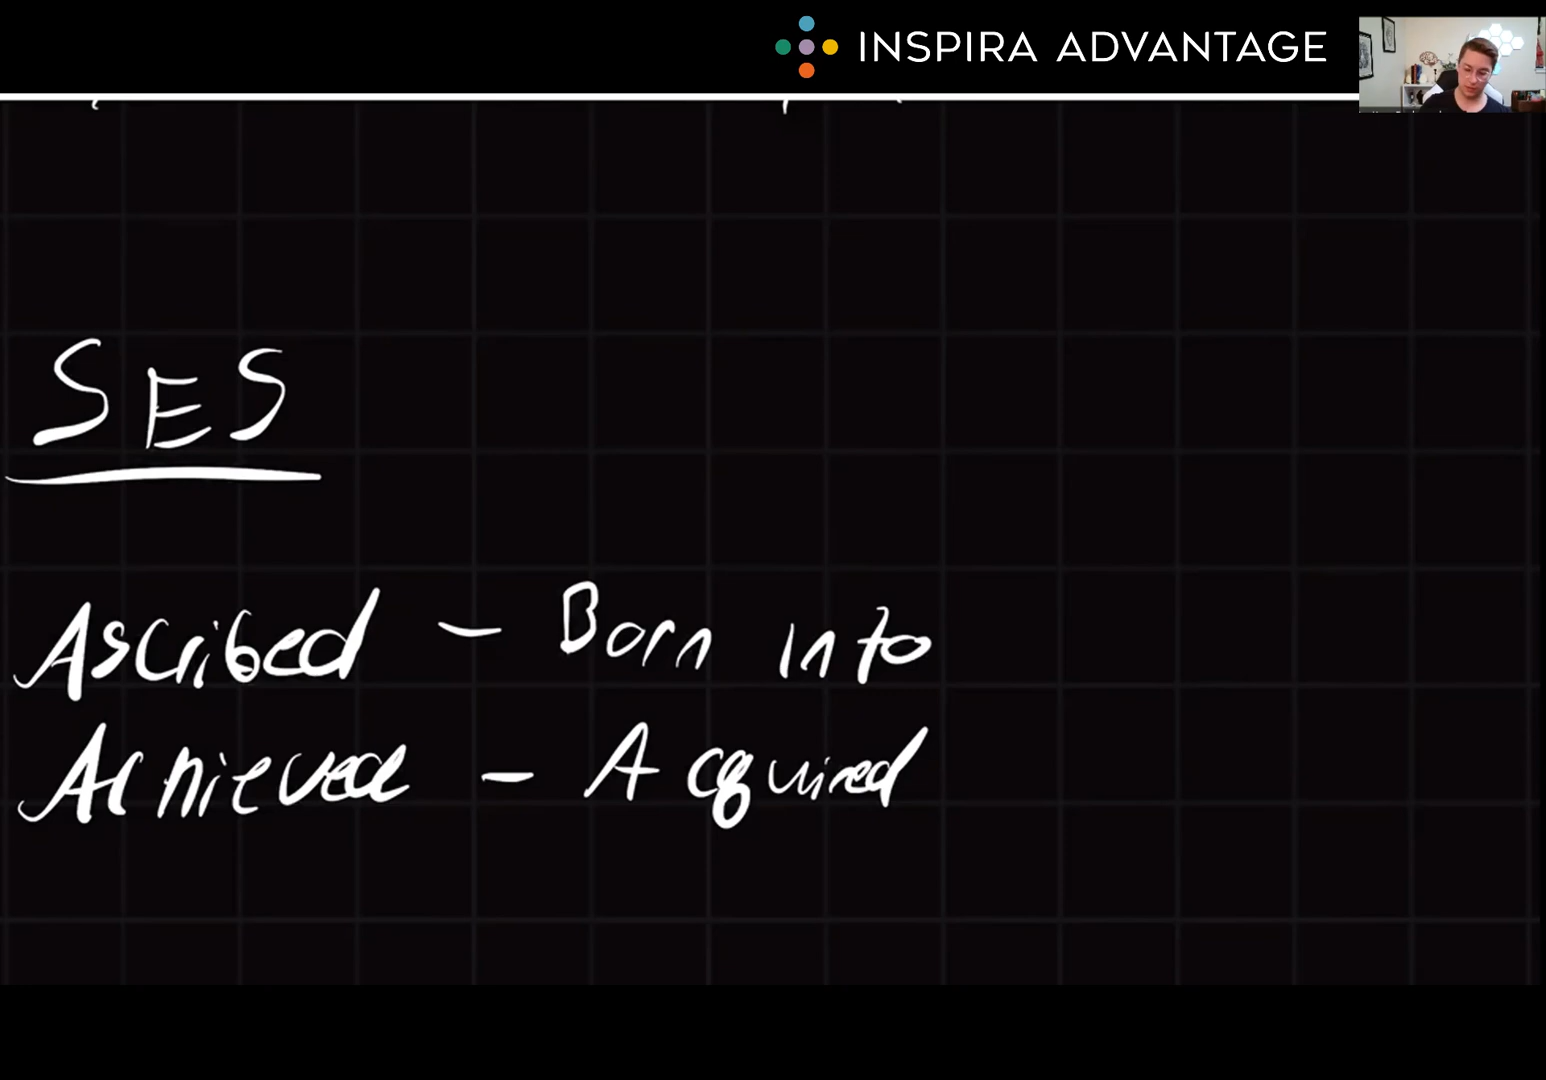 INSPIRA ADVANTAGE
SES
Ascribed - Born into
Achieved - Acquired